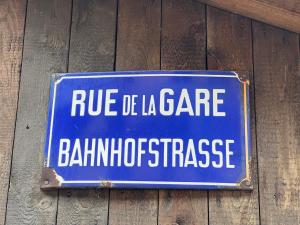 RUE DE LA GARE
BAHNHOFSTRASSE